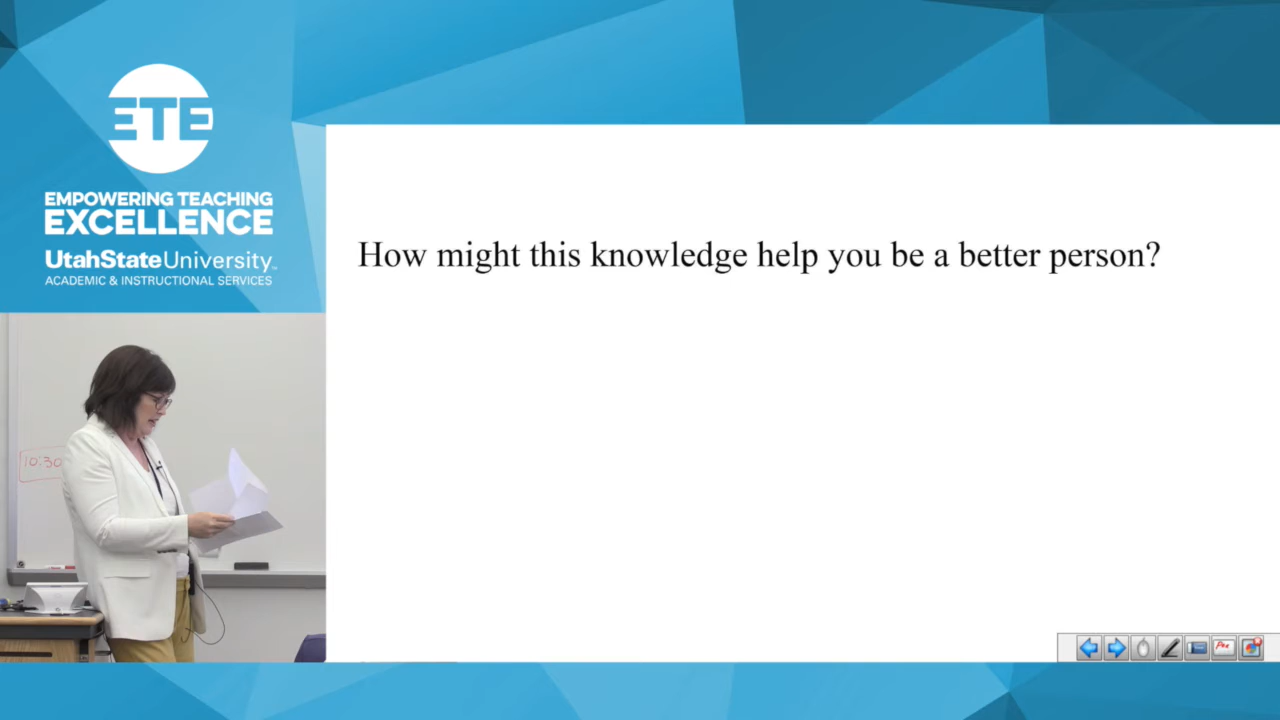 ETE
EMPOWERING TEACHING
EXCELLENCE
UtahStateUniversity
ACADEMIC & INSTRUCTIONAL SERVICES
How might this knowledge help you be a better person?
10:30
Pen